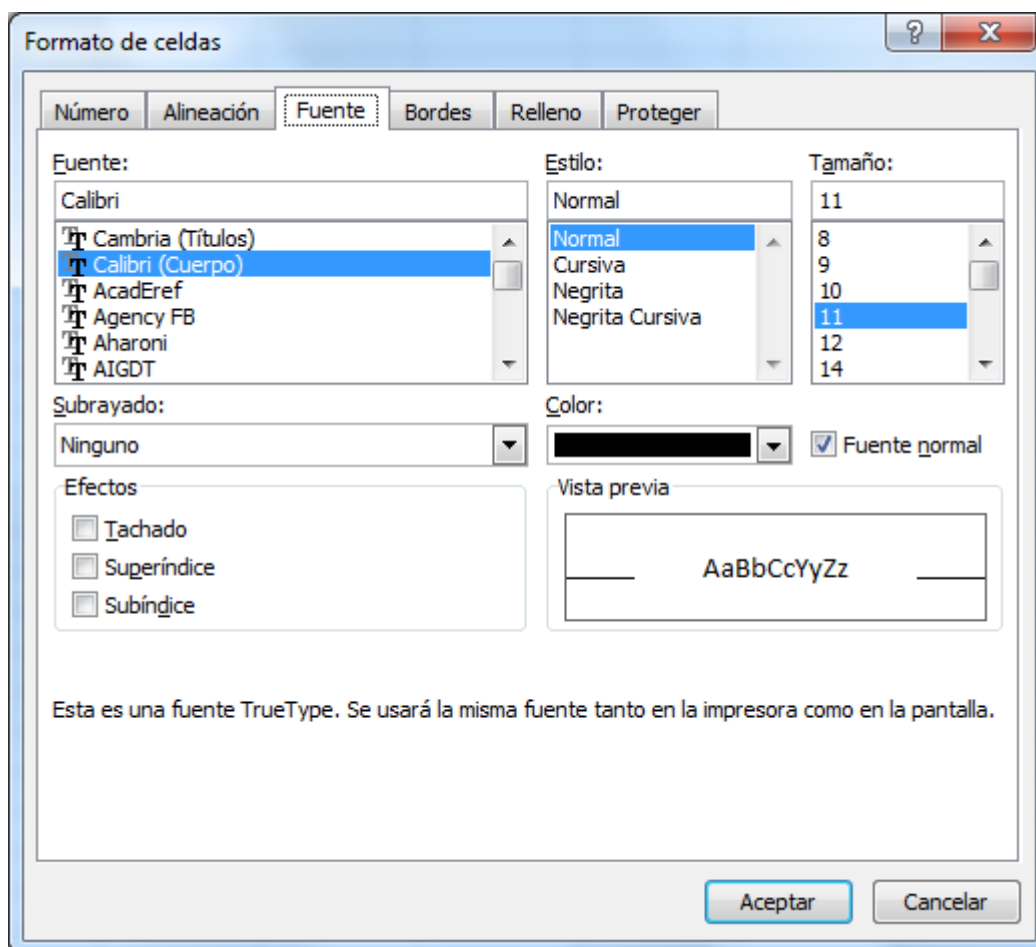 Formato de celdas
Número Alineación Fuente Bordes Relleno Proteger
Fuente: Estilo: Tamaño:
Calibri Normal 11
Cambria (Títulos) Normal 8
Calibri (Cuerpo) Cursiva 9
AcadEref Negrita 10
Agency FB Negrita Cursiva 11
Aharoni 12
AIGDT 14
Subrayado: Color:
Ninguno Fuente normal
Efectos Vista previa
Tachado
Superíndice AaBbCcYyZz
Subíndice
Esta es una fuente TrueType. Se usará la misma fuente tanto en la impresora como en la pantalla.
Aceptar Cancelar